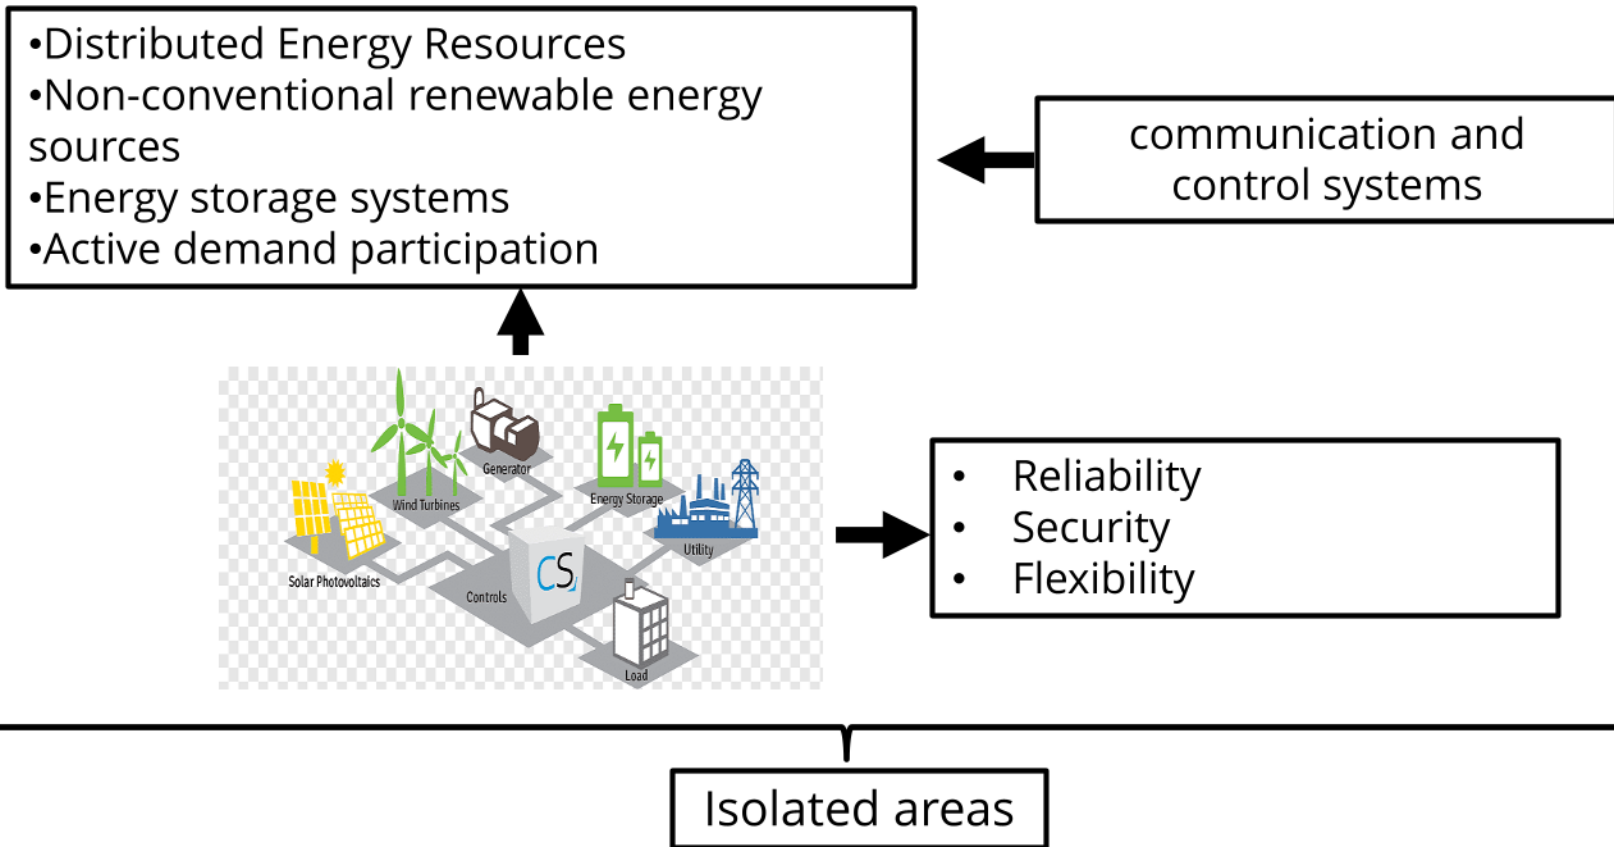 •Distributed Energy Resources
•Non-conventional renewable energy
sources
•Energy storage systems
•Active demand participation
communication and
control systems
Generator
Wind Turbines
Energy Storage
Solar Photovoltaics
Utility
Controls
CS
Load
• Reliability
• Security
• Flexibility
Isolated areas